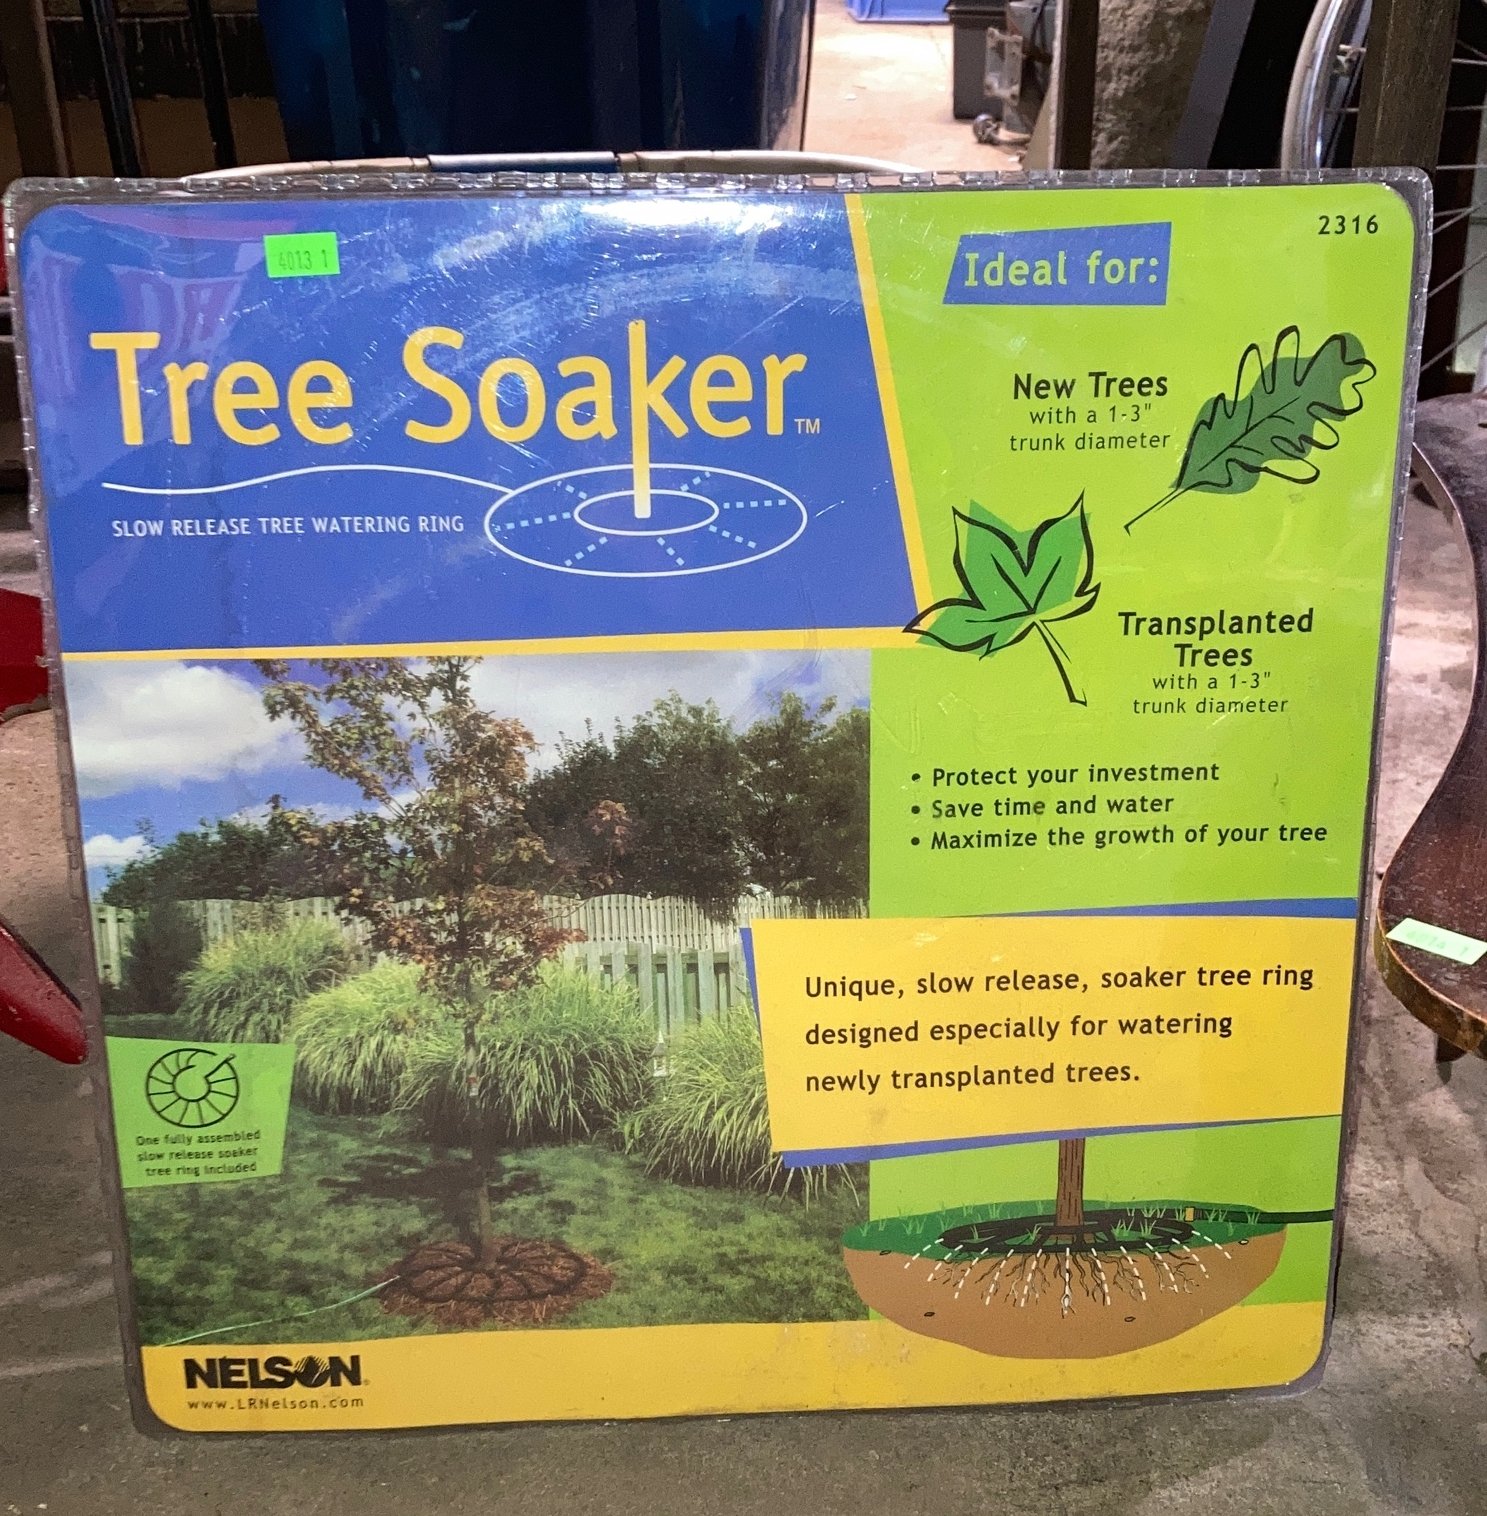 2316
4013 1
Tree Soaker™
SLOW RELEASE TREE WATERING RING
Ideal for:
New Trees
with a 1-3"
trunk diameter
Transplanted
Trees
with a 1-3"
trunk diameter
• Protect your investment
• Save time and water
• Maximize the growth of your tree
Unique, slow release, soaker tree ring
designed especially for watering
newly transplanted trees.
One fully assembled
slow release soaker
tree ring included
NELSON®
www.LRNelson.com